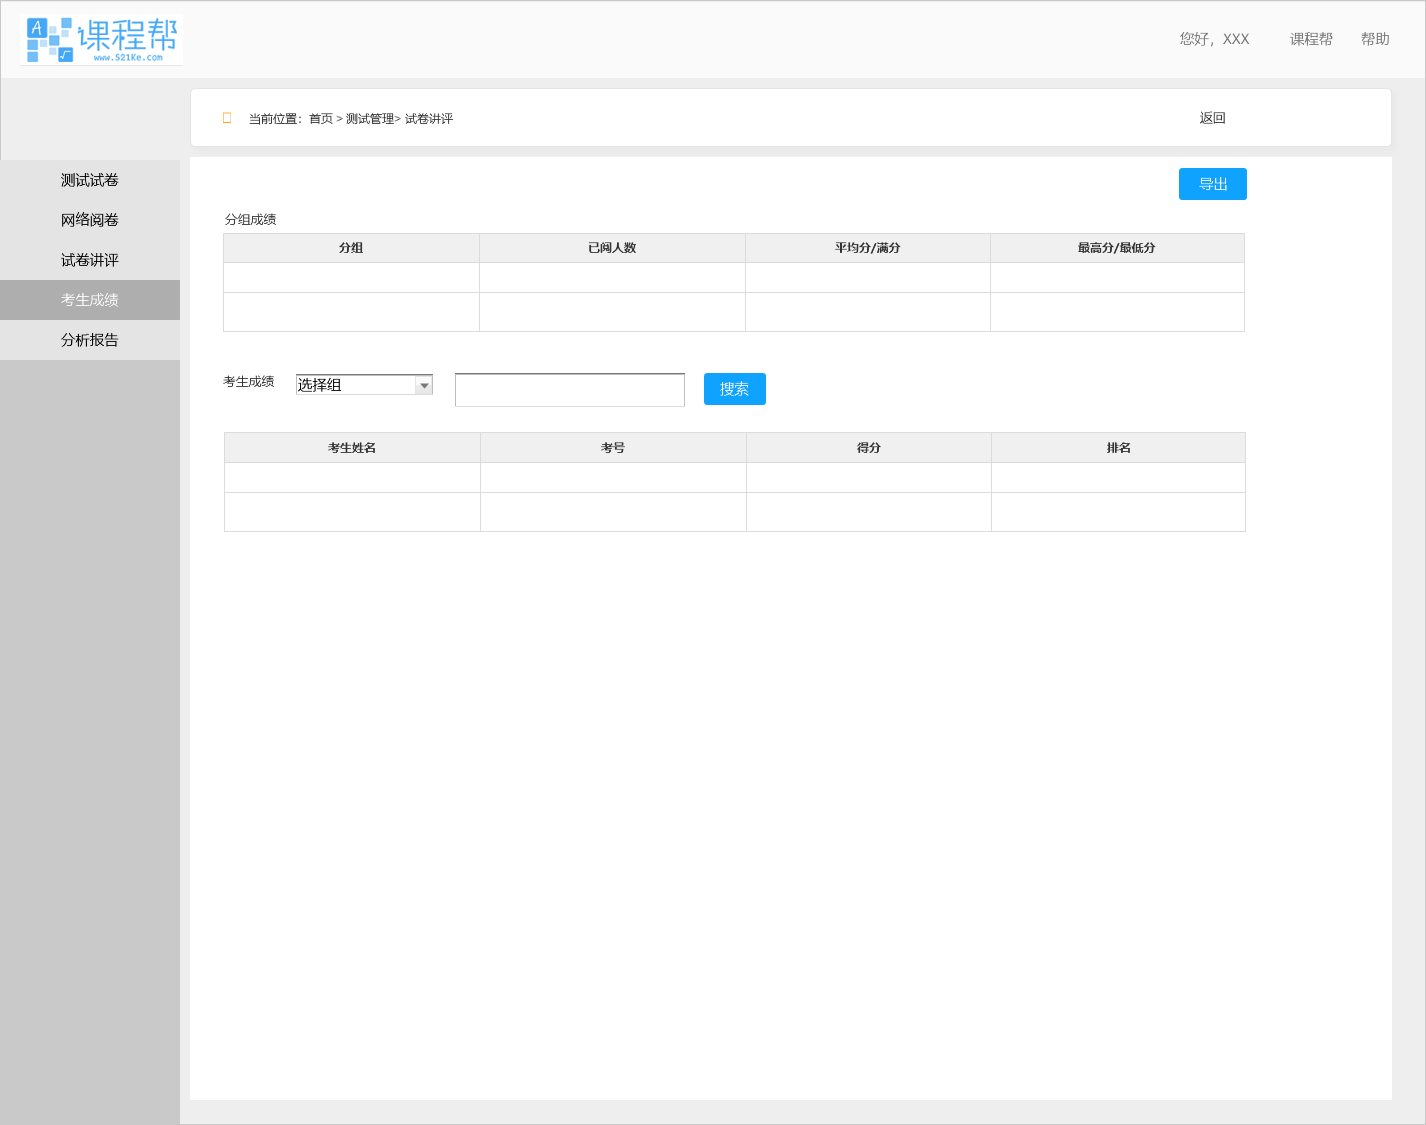 A 课程帮
√ www.521Ke.com
您好，XXX 课程帮 帮助
当前位置：首页 > 测试管理> 试卷讲评 返回
测试试卷
网络阅卷
试卷讲评
考生成绩
分析报告
导出
分组成绩
分组 已阅人数 平均分/满分 最高分/最低分
考生成绩 选择组 搜索
考生姓名 考号 得分 排名